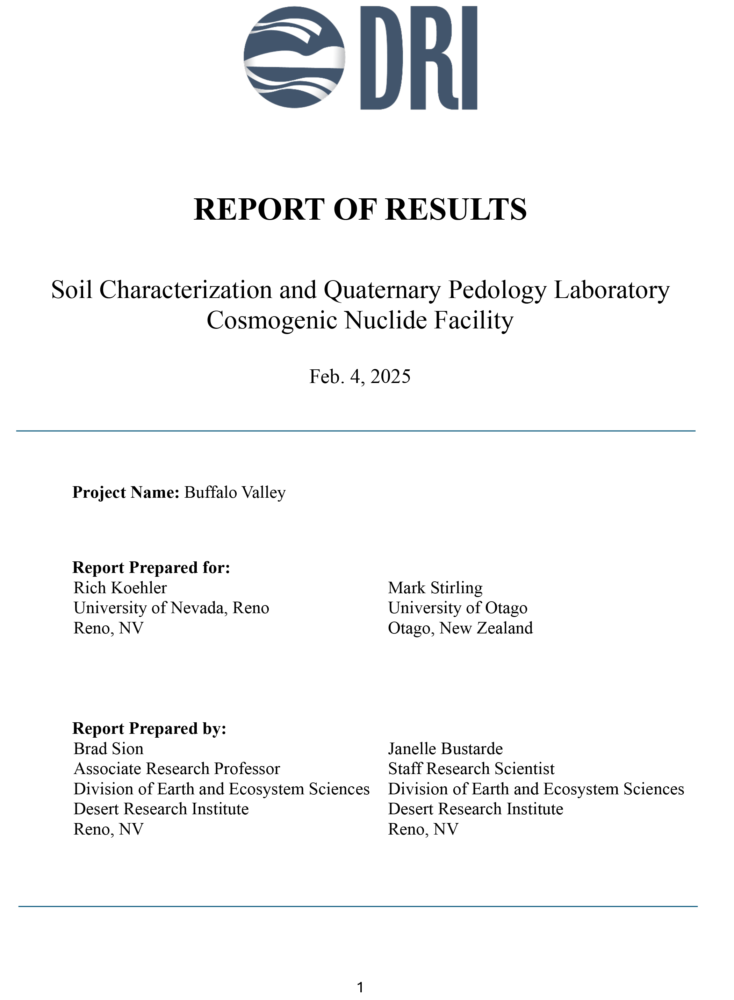 DRI
REPORT OF RESULTS
Soil Characterization and Quaternary Pedology Laboratory
Cosmogenic Nuclide Facility
Feb. 4, 2025
Project Name: Buffalo Valley
Report Prepared for:
Rich Koehler
University of Nevada, Reno
Reno, NV
Mark Stirling
University of Otago
Otago, New Zealand
Report Prepared by:
Brad Sion
Associate Research Professor
Division of Earth and Ecosystem Sciences
Desert Research Institute
Reno, NV
Janelle Bustarde
Staff Research Scientist
Division of Earth and Ecosystem Sciences
Desert Research Institute
Reno, NV
1